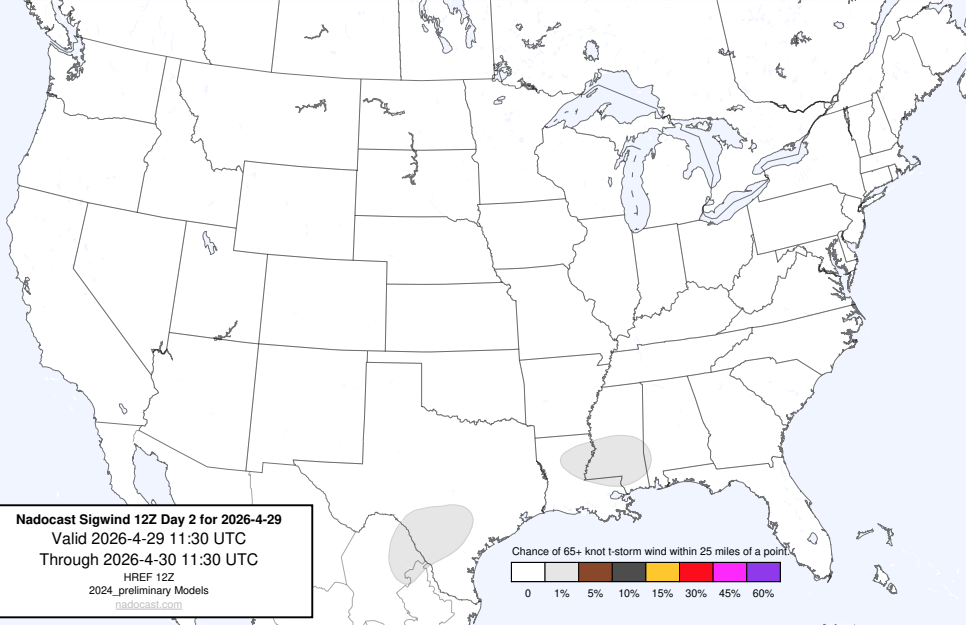 Nadocast Sigwind 12Z Day 2 for 2026-4-29
Valid 2026-4-29 11:30 UTC
Through 2026-4-30 11:30 UTC
HREF 12Z
2024_preliminary Models
nadocast.com
Chance of 65+ knot t-storm wind within 25 miles of a point.
0 1% 5% 10% 15% 30% 45% 60%